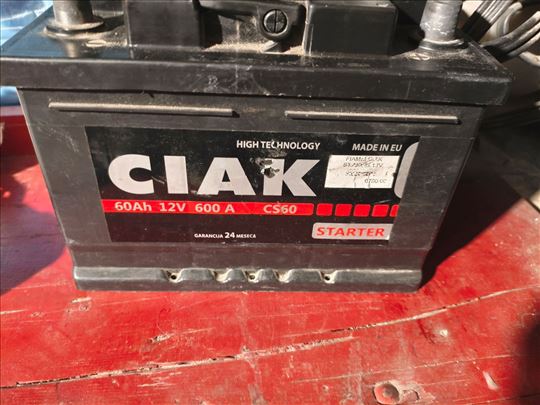 HIGH TECHNOLOGY
MADE IN EU
CIAK
60Ah 12V 600 A CS60
STARTER
GARANCIJA 24 MESECA